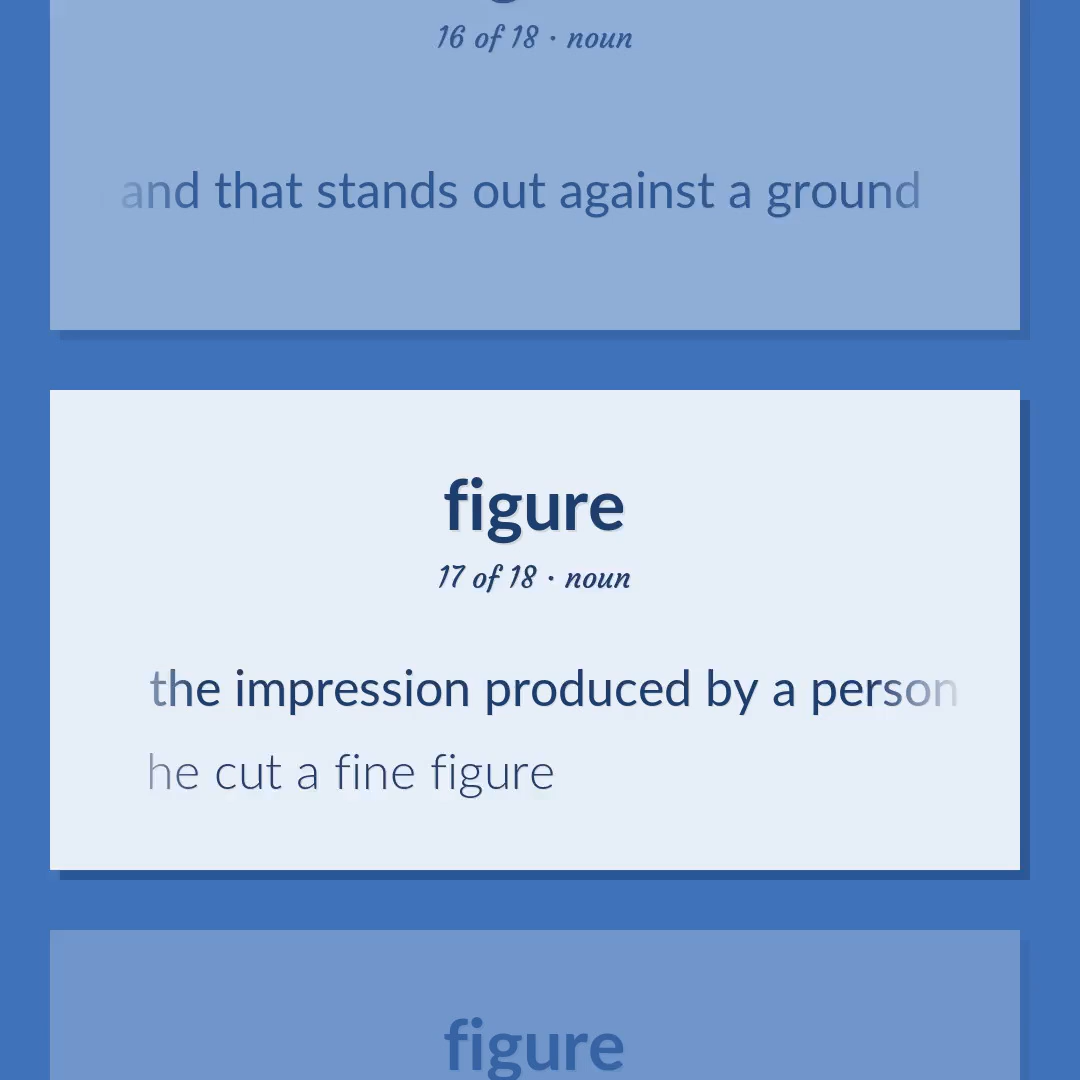 16 of 18 · noun
and that stands out against a ground
figure
17 of 18 · noun
the impression produced by a person
he cut a fine figure
figure